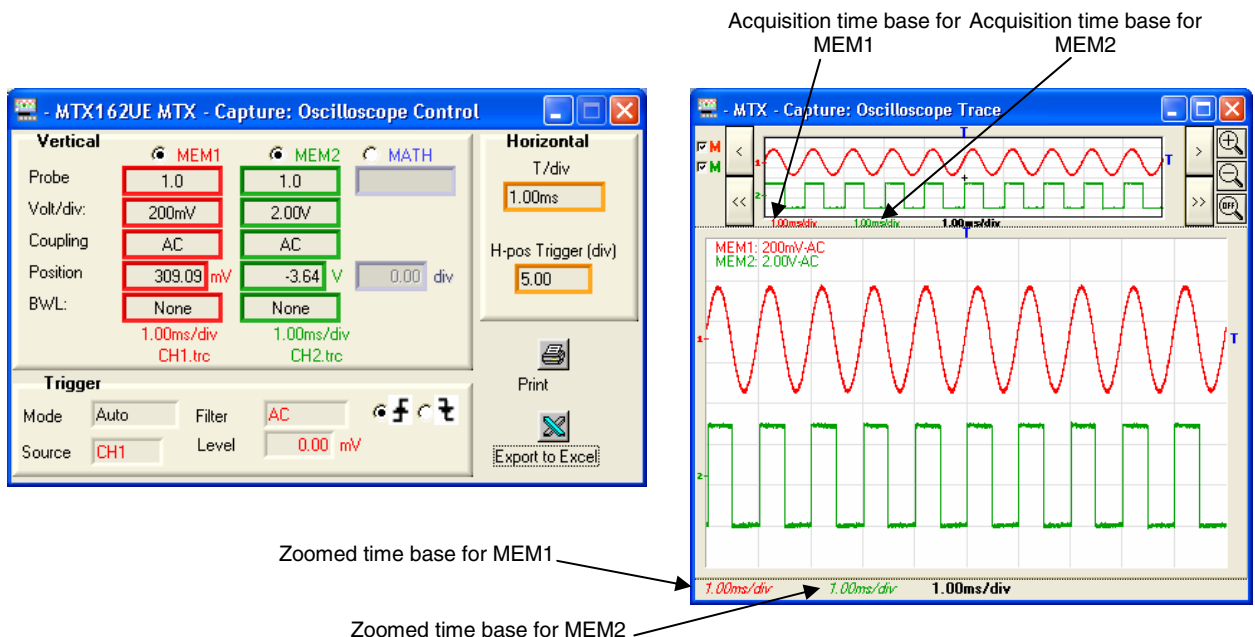 Acquisition time base for MEM1
Acquisition time base for MEM2
- MTX162UE MTX - Capture: Oscilloscope Control
Vertical
MEM1 MEM2 MATH
Probe 1.0 1.0
Volt/div: 200mV 2.00V
Coupling AC AC
Position 309.09 mV -3.64 V 0.00 div
BWL: None None
1.00ms/div 1.00ms/div
CH1.trc CH2.trc
Horizontal
T/div
1.00ms
H-pos Trigger (div)
5.00
Print
Export to Excel
Trigger
Mode Auto Filter AC
Source CH1 Level 0.00 mV
- MTX - Capture: Oscilloscope Trace
M
M
< > << >>
OFF
T
T
1-
2-
1.00ms/div 1.00ms/div 1.00ms/div
T
MEM1: 200mV-AC
MEM2: 2.00V-AC
1-
T
2-
1.00ms/div 1.00ms/div 1.00ms/div
Zoomed time base for MEM1
Zoomed time base for MEM2